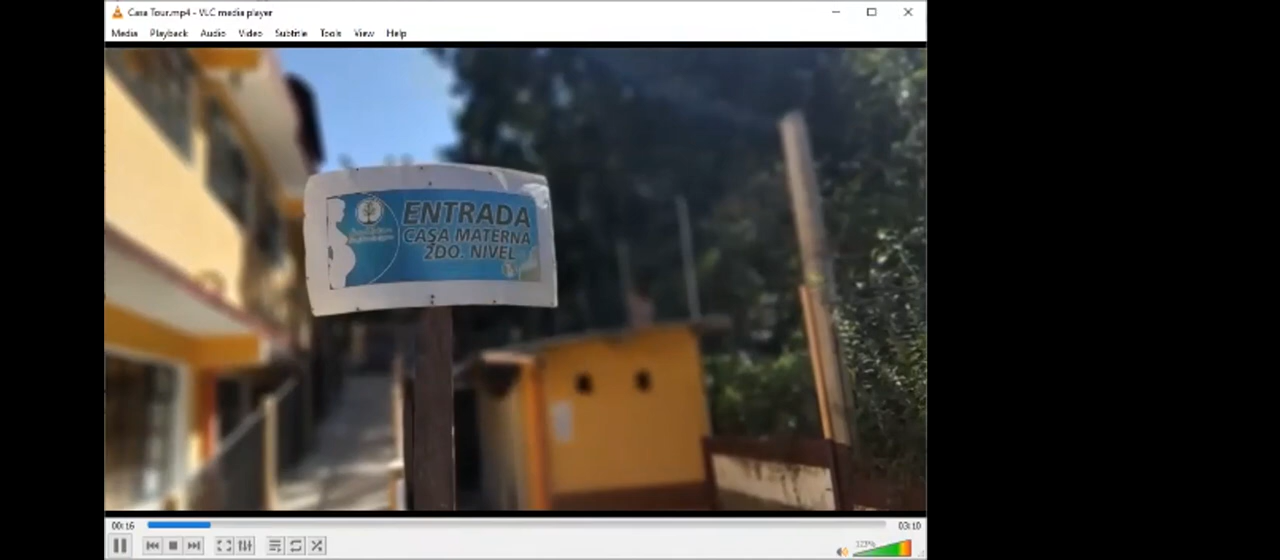 Casa Tour.mp4 - VLC media player
Media Playback Audio Video Subtitle Tools View Help
ENTRADA
CASA MATERNA
2DO. NIVEL
00:16
03:10
123%